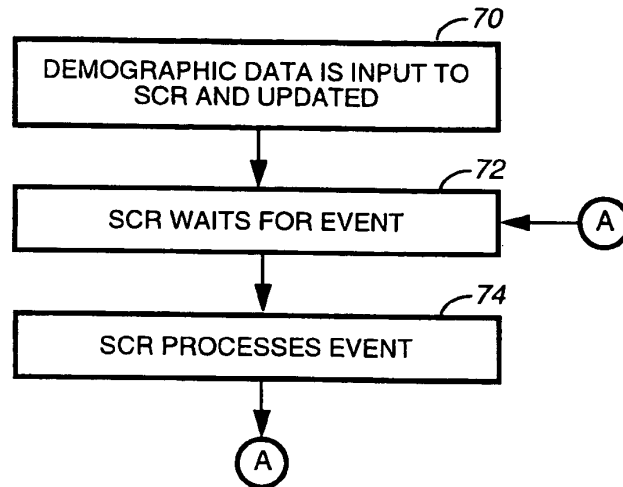 70
DEMOGRAPHIC DATA IS INPUT TO
SCR AND UPDATED
72
SCR WAITS FOR EVENT
A
74
SCR PROCESSES EVENT
A